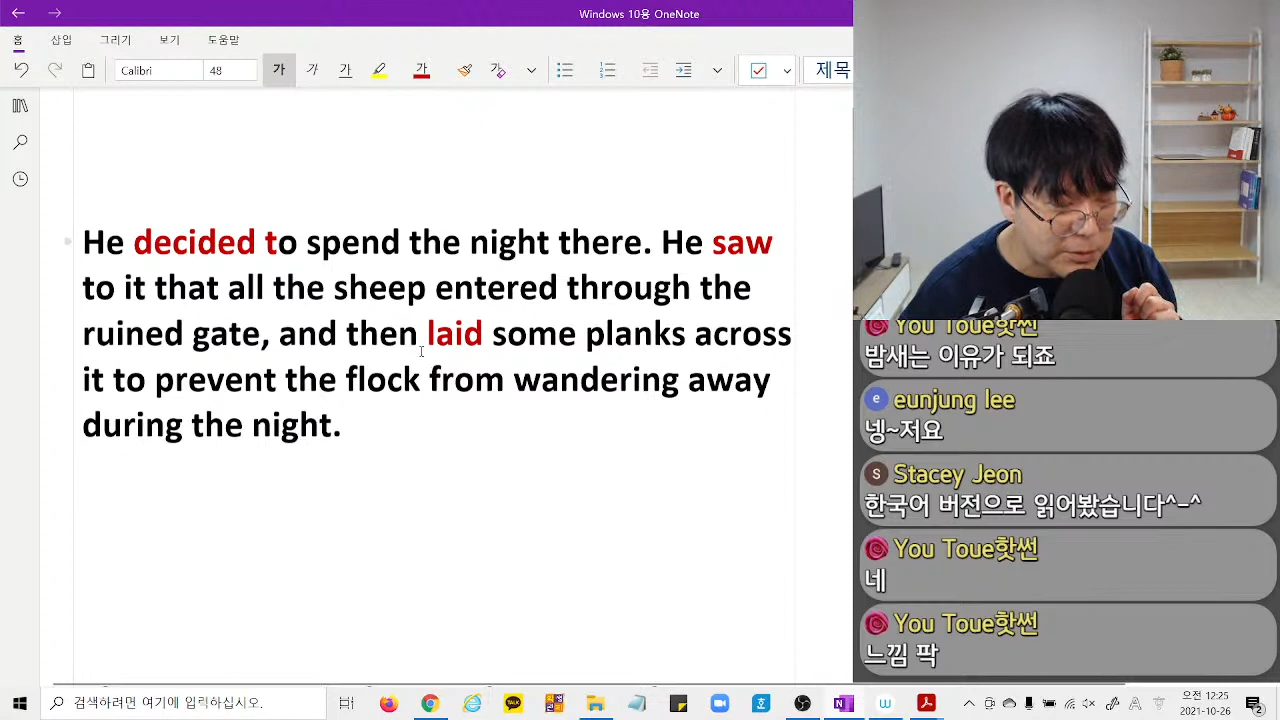 Windows 10용 OneNote
홈 삽입 그리기 보기 도움말
Calibri 48 가 가 가 가 제목
He decided to spend the night there. He saw
to it that all the sheep entered through the
ruined gate, and then laid some planks across
it to prevent the flock from wandering away
during the night.
You Toue핫썬
밤새는 이유가 되죠
e eunjung lee
넹~저요
S Stacey Jeon
한국어 버전으로 읽어봤습니다^-^
You Toue핫썬
네
You Toue핫썬
느낌 팍
검색하려면 여기에 입력하십시오.
오전 1:25
2021-10-26